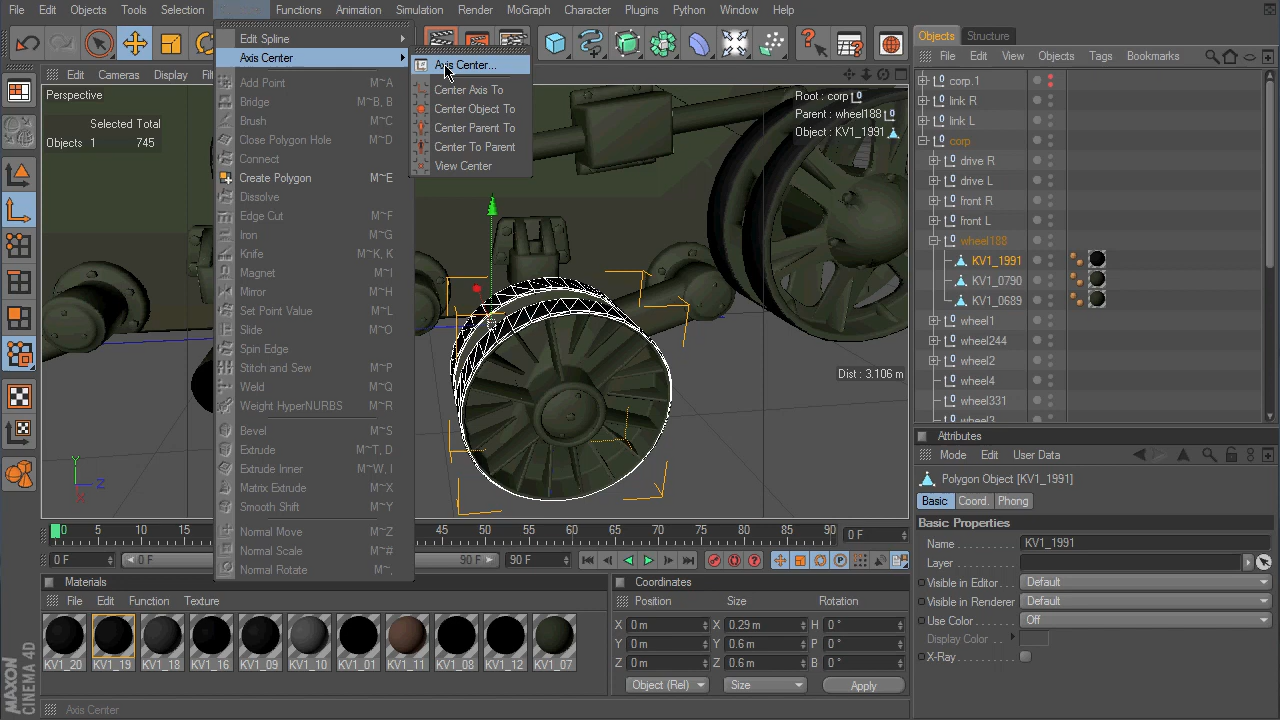 File Edit Objects Tools Selection Functions Animation Simulation Render MoGraph Character Plugins Python Window Help
Objects Structure
File Edit View Objects Tags Bookmarks
Edit Cameras Display
Perspective
Selected Total
Objects 1 745
Root : corp
Parent : wheel188
Object : KV1_1991
Dist : 3.106 m
Edit Spline
Axis Center
Add Point M~A
Bridge M~B, B
Brush M~C
Close Polygon Hole M~D
Connect
Create Polygon M~E
Dissolve
Edge Cut M~F
Iron M~G
Knife M~K, K
Magnet M~I
Mirror M~H
Set Point Value M~L
Slide M~O
Spin Edge
Stitch and Sew M~P
Weld M~Q
Weight HyperNURBS M~R
Bevel M~S
Extrude M~T, D
Extrude Inner M~W, I
Matrix Extrude M~X
Smooth Shift M~Y
Normal Move M~Z
Normal Scale M~#
Normal Rotate M~,
Axis Center...
Center Axis To
Center Object To
Center Parent To
Center To Parent
View Center
corp.1
link R
link L
corp
drive R
drive L
front R
front L
wheel188
KV1_1991
KV1_0790
KV1_0689
wheel1
wheel244
wheel2
wheel4
wheel331
wheel3
Attributes
Mode Edit User Data
Polygon Object [KV1_1991]
Basic Coord. Phong
Basic Properties
Name KV1_1991
Layer
Visible in Editor Default
Visible in Renderer Default
Use Color Off
Display Color
X-Ray
0 5 10 15 45 50 55 60 65 70 75 80 85 90 0 F
0 F 0 F 90 F 90 F
Materials
File Edit Function Texture
KV1_20 KV1_19 KV1_18 KV1_16 KV1_09 KV1_10 KV1_01 KV1_11 KV1_08 KV1_12 KV1_07
Coordinates
Position Size Rotation
X 0 m X 0.29 m H 0 °
Y 0 m Y 0.6 m P 0 °
Z 0 m Z 0.6 m B 0 °
Object (Rel) Size Apply
Y
Z
X
MAXON
CINEMA 4D
Axis Center